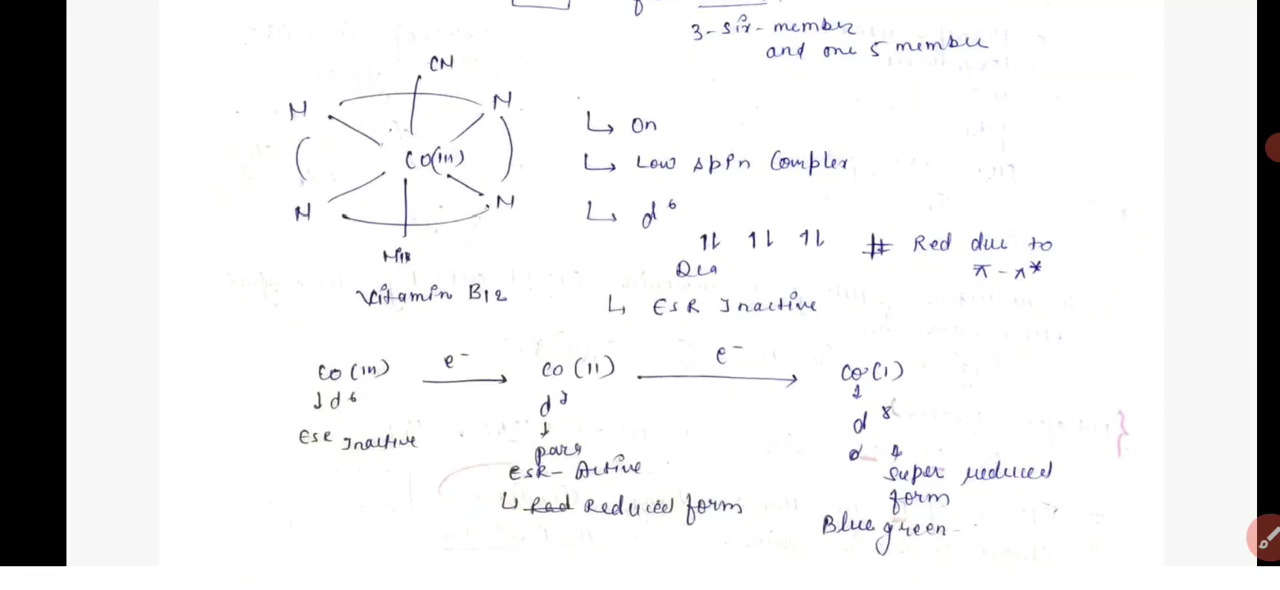 3 - six - member
and one 5 member
CN
N N
Co(III)
N N
Vitamin B12
↳ Oh
↳ Low spin Complex
↳ d⁶
1l 1l 1l # Red due to
π - π*
↳ ESR Inactive
Co (III) e⁻ Co (II) e⁻ Co(I)
↓ d⁶ d⁷ d⁸
ESR Inactive
para
ESR - Active super reduced
↳ Reduced form form
Blue green